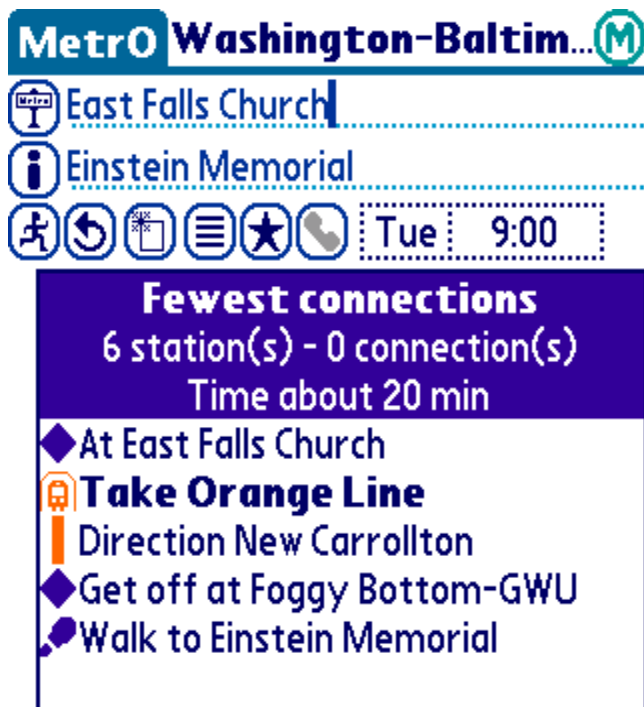 MetrO Washington-Baltim...M
Metro East Falls Church
i Einstein Memorial
Tue 9:00
Fewest connections
6 station(s) - 0 connection(s)
Time about 20 min
At East Falls Church
Take Orange Line
Direction New Carrollton
Get off at Foggy Bottom-GWU
Walk to Einstein Memorial